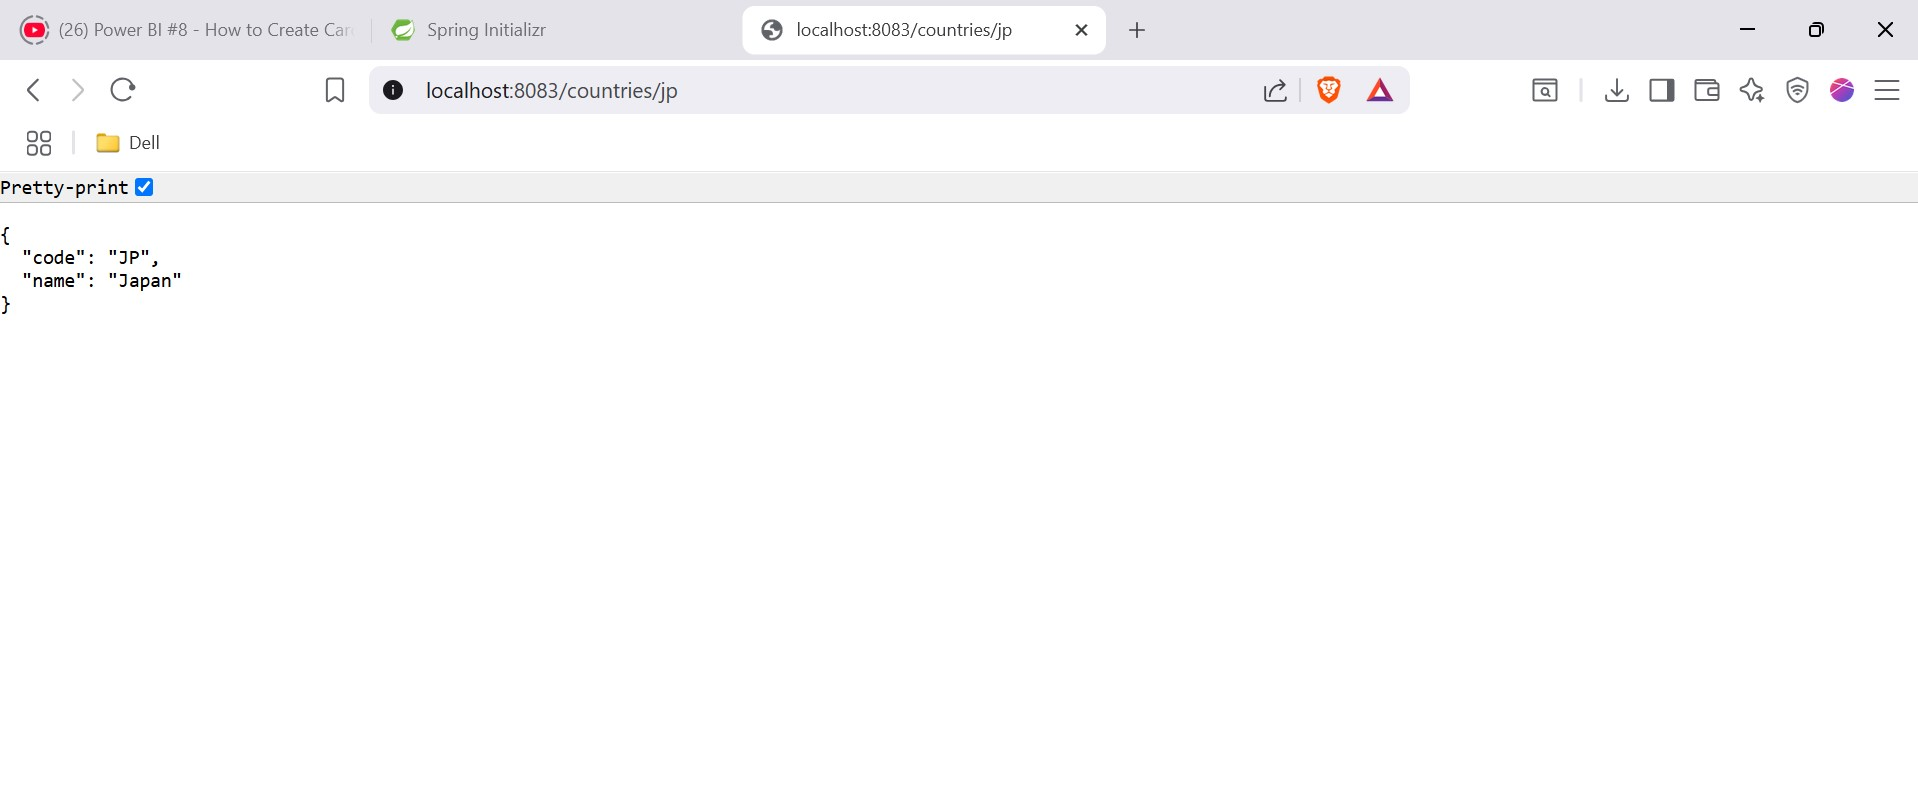 (26) Power BI #8 - How to Create Car
Spring Initializr
localhost:8083/countries/jp
localhost:8083/countries/jp
Dell
Pretty-print
{
  "code": "JP",
  "name": "Japan"
}